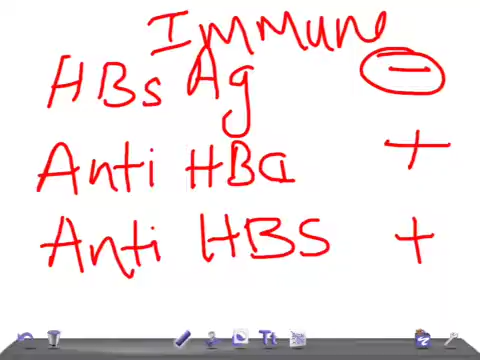 Immune
HBs Ag −
Anti HBc +
Anti HBS +